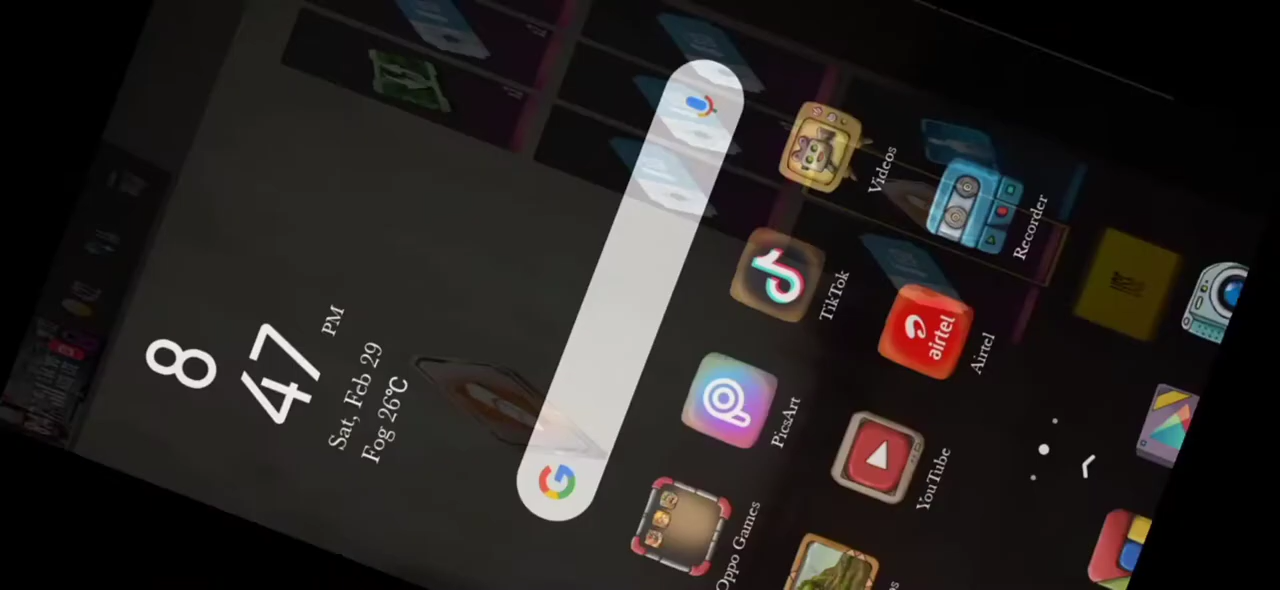 8
47 PM
Sat, Feb 29
Fog 26°C
Oppo Games
PicsArt
TikTok
Videos
YouTube
airtel
Airtel
Recorder